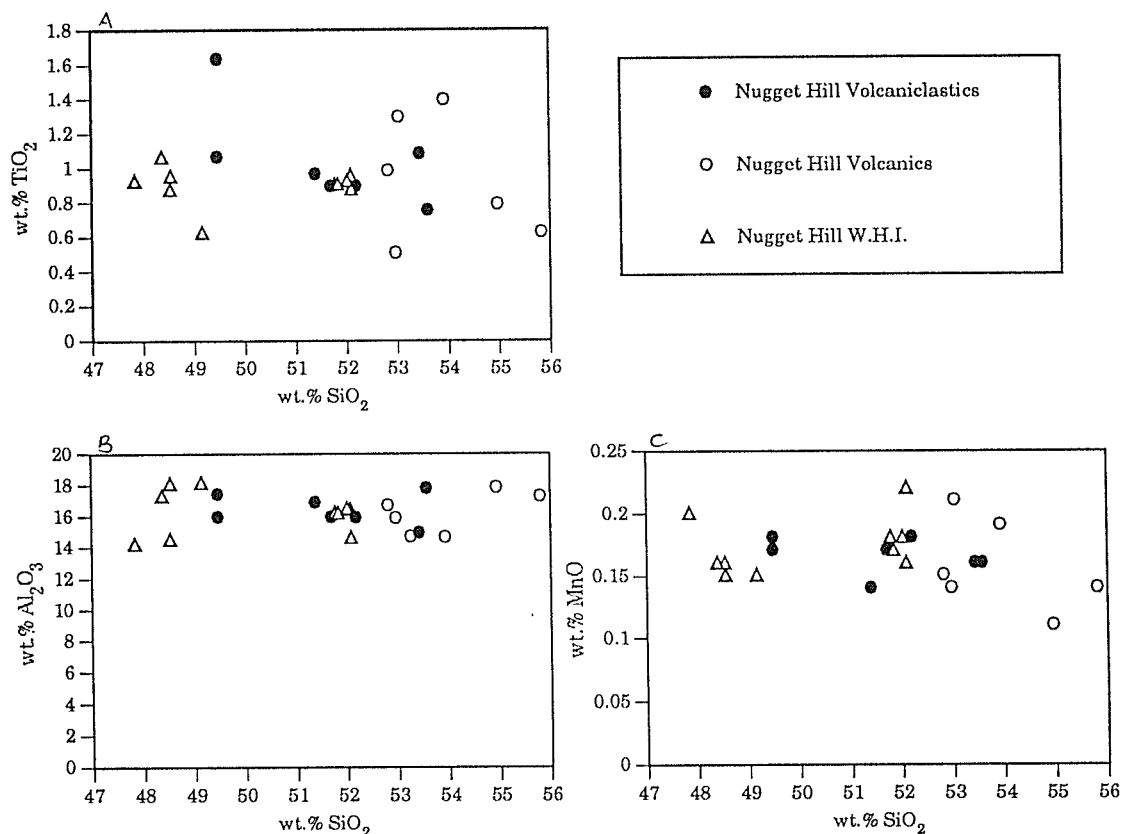 A
1.8
1.6
1.4
1.2
1
0.8
0.6
0.4
0.2
0
wt.% TiO2
47 48 49 50 51 52 53 54 55 56
wt.% SiO2
Nugget Hill Volcaniclastics
Nugget Hill Volcanics
Nugget Hill W.H.I.
B
20
18
16
14
12
10
8
6
4
2
0
wt.% Al2O3
47 48 49 50 51 52 53 54 55 56
wt.% SiO2
C
0.25
0.2
0.15
0.1
0.05
0
wt.% MnO
47 48 49 50 51 52 53 54 55 56
wt.% SiO2